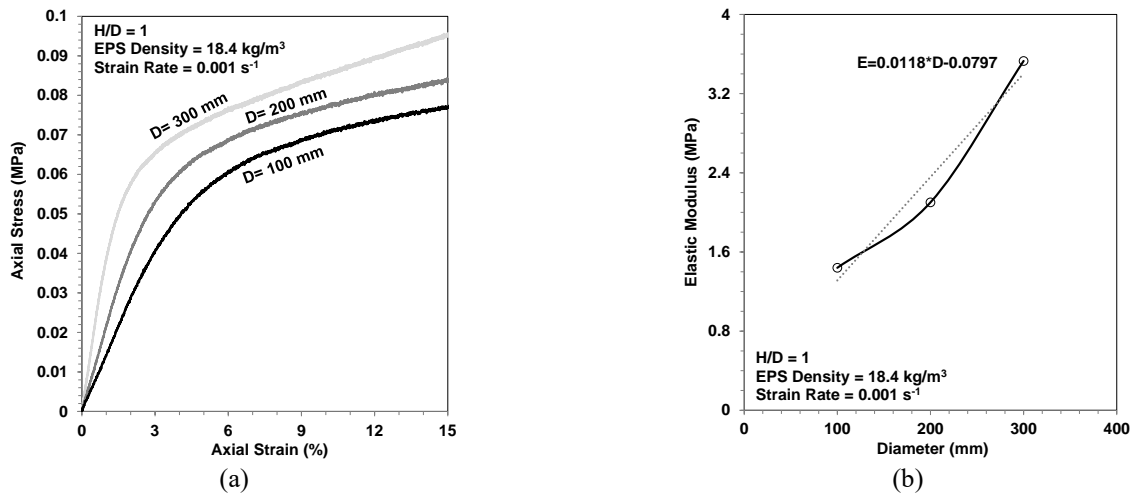 0.1
0.09
0.08
0.07
0.06
0.05
0.04
0.03
0.02
0.01
0
Axial Stress (MPa)
H/D = 1
EPS Density = 18.4 kg/m³
Strain Rate = 0.001 s⁻¹
D= 300 mm
D= 200 mm
D= 100 mm
0 3 6 9 12 15
Axial Strain (%)
(a)
4
3.2
2.4
1.6
0.8
0
Elastic Modulus (MPa)
E=0.0118*D-0.0797
H/D = 1
EPS Density = 18.4 kg/m³
Strain Rate = 0.001 s⁻¹
0 100 200 300 400
Diameter (mm)
(b)